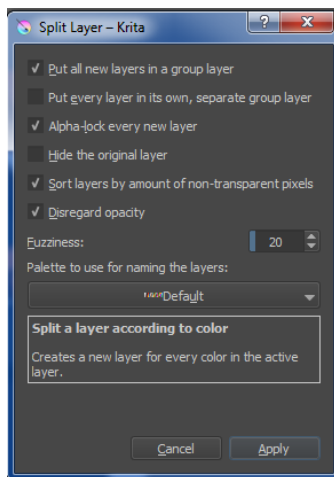 Split Layer – Krita
Put all new layers in a group layer
Put every layer in its own, separate group layer
Alpha-lock every new layer
Hide the original layer
Sort layers by amount of non-transparent pixels
Disregard opacity
Fuzziness:
20
Palette to use for naming the layers:
Default
Split a layer according to color
Creates a new layer for every color in the active
layer.
Cancel
Apply